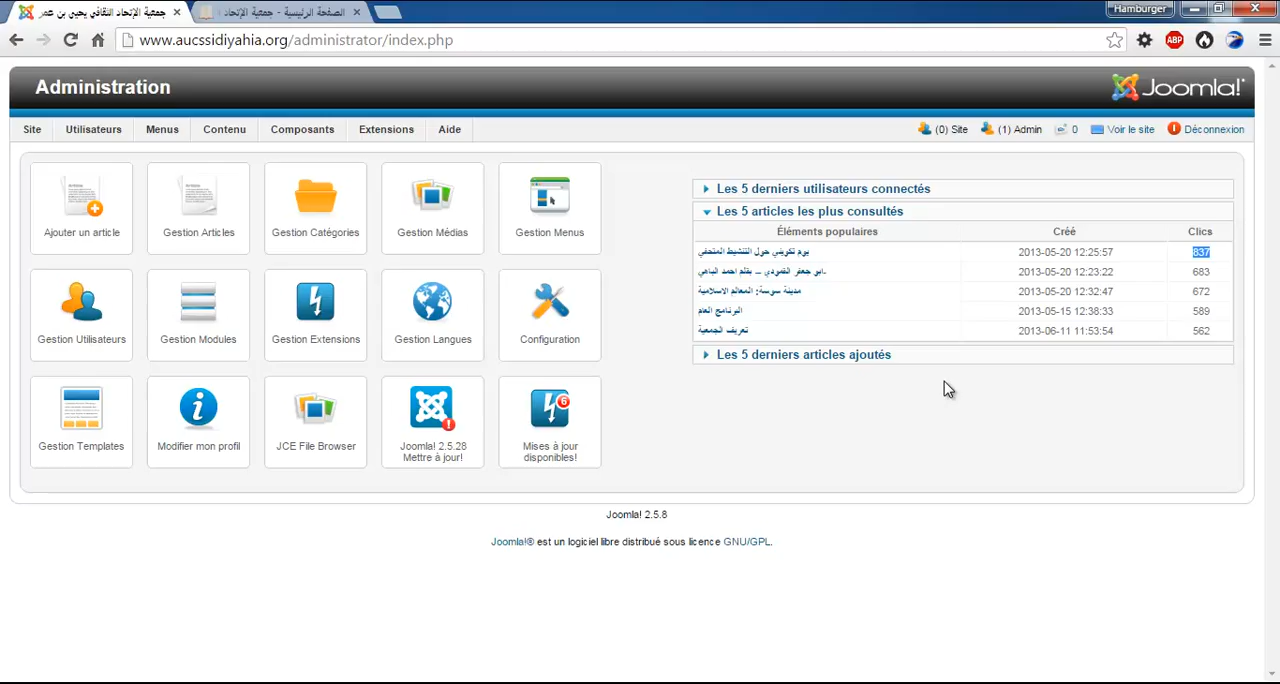 جمعية الإتحاد الثقافي يحيي بن عمر
الصفحة الرئيسية - جمعية الإتحاد
Hamburger
www.aucssidiyahia.org/administrator/index.php
ABP
Administration
Joomla!
Site Utilisateurs Menus Contenu Composants Extensions Aide
(0) Site (1) Admin 0 Voir le site Déconnexion
Ajouter un article
Gestion Articles
Gestion Catégories
Gestion Médias
Gestion Menus
Gestion Utilisateurs
Gestion Modules
Gestion Extensions
Gestion Langues
Configuration
Gestion Templates
Modifier mon profil
JCE File Browser
Joomla! 2.5.28
Mettre à jour!
6
Mises à jour
disponibles!
Les 5 derniers utilisateurs connectés
Les 5 articles les plus consultés
Éléments populaires Créé Clics
يوم تكويني حول التنشيط المتحفي 2013-05-20 12:25:57 837
ابو جعفر القمودي – بقلم احمد الباهي. 2013-05-20 12:23:22 683
مدينة سوسة: المعالم الاسلامية 2013-05-20 12:32:47 672
البرنامج العام 2013-05-15 12:38:33 589
تعريف الجمعية 2013-06-11 11:53:54 562
Les 5 derniers articles ajoutés
Joomla! 2.5.8
Joomla!® est un logiciel libre distribué sous licence GNU/GPL.